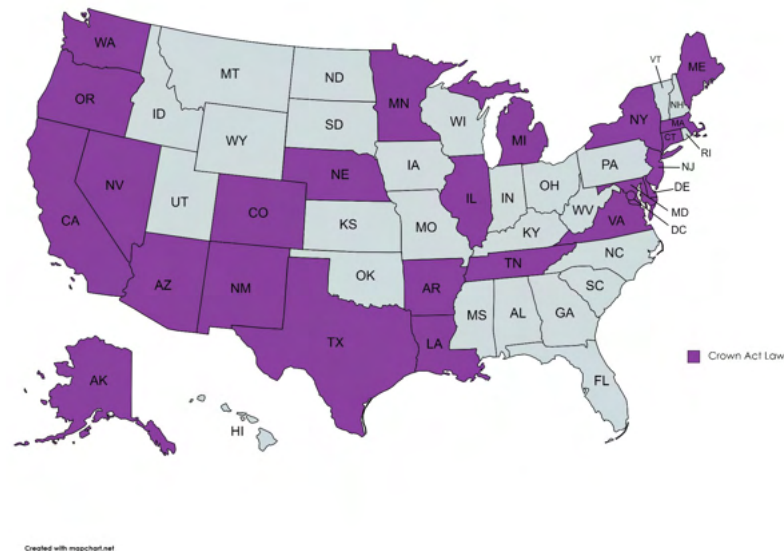 WA
MT
ND
VT
ME
OR
MN
NH
ID
SD
WI
NY
MA
WY
MI
CT
RI
IA
PA
NJ
NE
NV
OH
DE
UT
IL
IN
CA
CO
WV
MD
VA
KS
MO
KY
DC
NC
TN
AZ
OK
NM
AR
SC
MS
AL
GA
TX
LA
Crown Act Law
AK
FL
HI
Created with mapchart.net